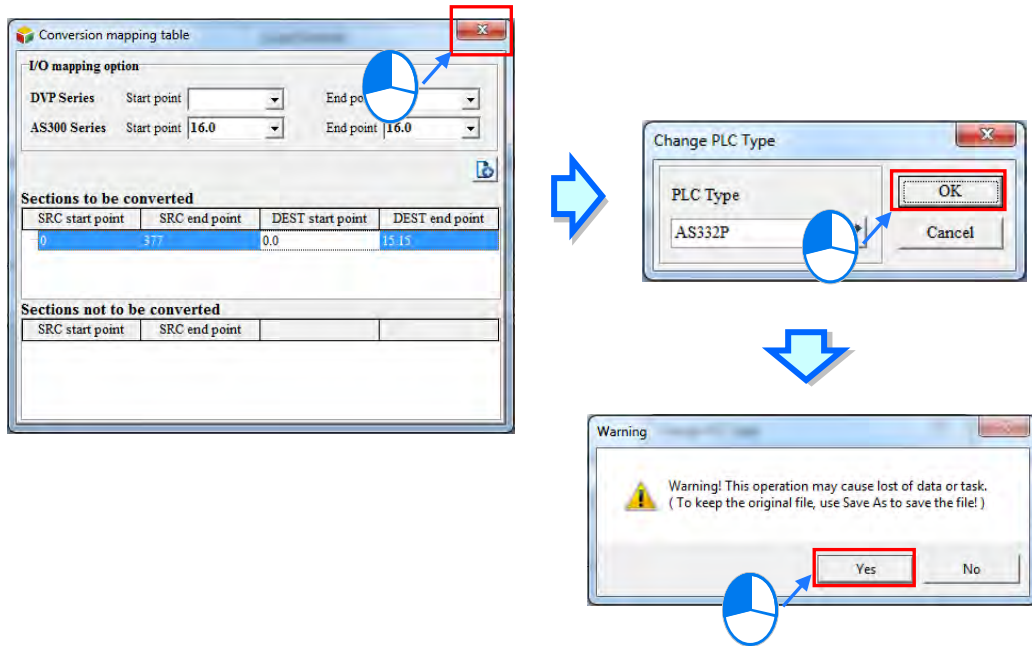 Conversion mapping table
I/O mapping option
DVP Series Start point End po
AS300 Series Start point 16.0 End point 16.0
Sections to be converted
SRC start point SRC end point DEST start point DEST end point
0 377 0.0 15.15
Sections not to be converted
SRC start point SRC end point
Change PLC Type
PLC Type
OK
AS332P
Cancel
Warning
Warning! This operation may cause lost of data or task.
( To keep the original file, use Save As to save the file! )
Yes No